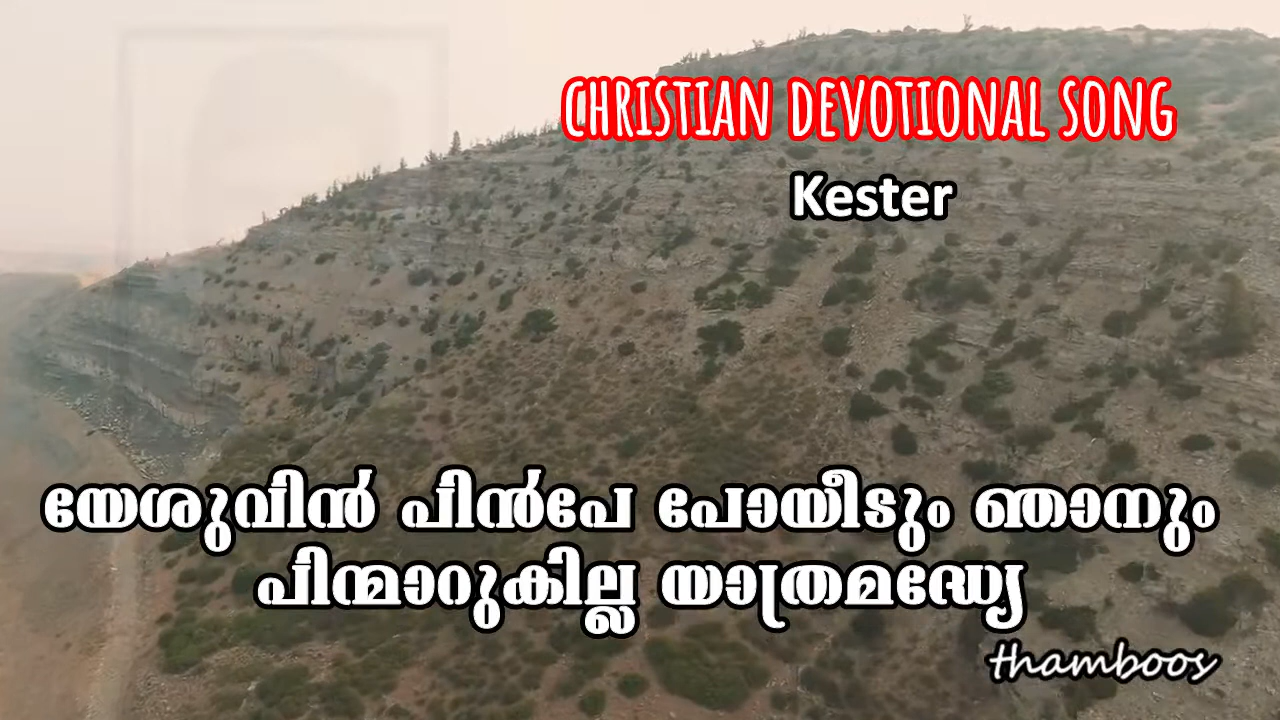 CHRISTIAN DEVOTIONAL SONG
Kester
യേശുവിൻ പിൻപേ പോയീടും ഞാനും
പിന്മാറുകില്ല യാത്രമദ്ധ്യേ
thamboos